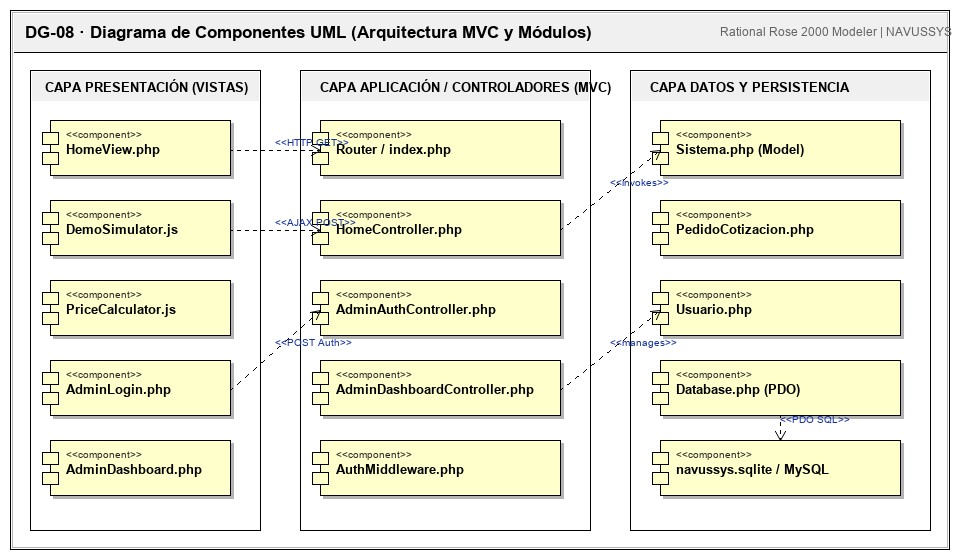 DG-08 · Diagrama de Componentes UML (Arquitectura MVC y Módulos)
Rational Rose 2000 Modeler | NAVUSSYS
CAPA PRESENTACIÓN (VISTAS)
<<component>>
HomeView.php
<<component>>
DemoSimulator.js
<<component>>
PriceCalculator.js
<<component>>
AdminLogin.php
<<component>>
AdminDashboard.php
<<HTTP GET>>
<<AJAX POST>>
<<POST Auth>>
CAPA APLICACIÓN / CONTROLADORES (MVC)
<<component>>
Router / index.php
<<component>>
HomeController.php
<<component>>
AdminAuthController.php
<<component>>
AdminDashboardController.php
<<component>>
AuthMiddleware.php
<<invokes>>
<<manages>>
CAPA DATOS Y PERSISTENCIA
<<component>>
Sistema.php (Model)
<<component>>
PedidoCotizacion.php
<<component>>
Usuario.php
<<component>>
Database.php (PDO)
<<PDO SQL>>
<<component>>
navussys.sqlite / MySQL